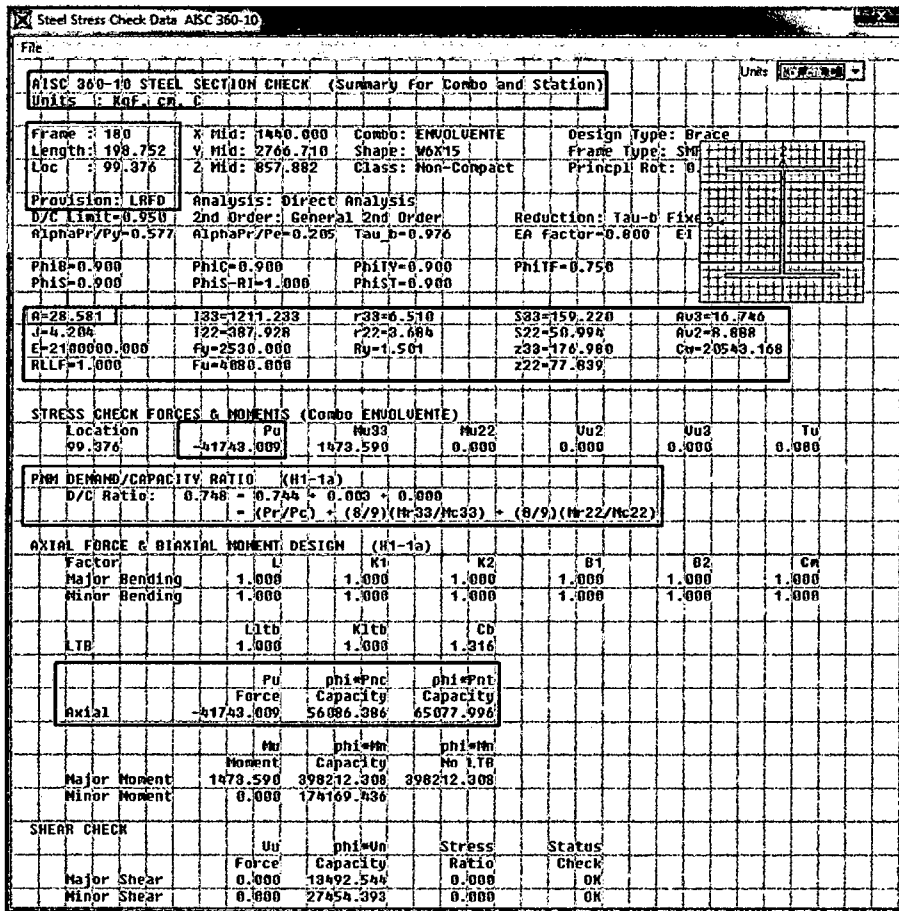 Steel Stress Check Data AISC 360-10
File
Units
AISC 360-10 STEEL SECTION CHECK (Summary for Combo and Station)
Units : Kgf, cm, C
Frame : 180 X Mid: 1440.000 Combo: ENVOLVENTE Design Type: Brace
Length: 198.752 Y Mid: 2766.710 Shape: W6X15 Frame Type: SMF
Loc : 99.376 Z Mid: 857.882 Class: Non-Compact Princpl Rot: 0.
Provision: LRFD Analysis: Direct Analysis
D/C Limit=0.950 2nd Order: General 2nd Order Reduction: Tau-b Fixed
AlphaPr/Py=0.577 AlphaPr/Pe=0.205 Tau_b=0.976 EA factor=0.800 EI
PhiB=0.900 PhiC=0.900 PhiTY=0.900 PhiTF=0.750
PhiS=0.900 PhiS-RI=1.000 PhiST=0.900
A=28.581 I33=1211.233 r33=6.510 S33=159.220 Av3=16.746
J=4.204 I22=387.928 r22=3.684 S22=50.994 Av2=8.888
E=2100000.000 Fy=2530.000 Ry=1.501 z33=176.980 Cw=20543.168
RLLF=1.000 Fu=4080.000 z22=77.839
STRESS CHECK FORCES & MOMENTS (Combo ENVOLVENTE)
Location Pu Mu33 Mu22 Vu2 Vu3 Tu
99.376 -41743.009 1473.590 0.000 0.000 0.000 0.080
PMM DEMAND/CAPACITY RATIO (H1-1a)
D/C Ratio: 0.748 = 0.744 + 0.003 + 0.000
= (Pr/Pc) + (8/9)(Mr33/Mc33) + (8/9)(Mr22/Mc22)
AXIAL FORCE & BIAXIAL MOMENT DESIGN (H1-1a)
Factor L K1 K2 B1 B2 Cm
Major Bending 1.000 1.000 1.000 1.000 1.000 1.000
Minor Bending 1.000 1.000 1.000 1.000 1.000 1.000
Lltb Kltb Cb
LTB 1.000 1.000 1.316
Pu phi*Pnc phi*Pnt
Force Capacity Capacity
Axial -41743.009 56086.386 65077.996
Mu phi*Mn phi*Mn
Moment Capacity No LTB
Major Moment 1473.590 398212.308 398212.308
Minor Moment 0.000 174169.436
SHEAR CHECK
Vu phi*Vn Stress Status
Force Capacity Ratio Check
Major Shear 0.000 13492.544 0.000 OK
Minor Shear 0.000 27454.393 0.000 OK